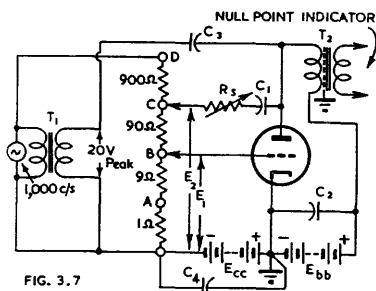 NULL POINT INDICATOR
C3
T2
D
900Ω
C
RS
C1
T1
90Ω
20V
Peak
B
E2
E1
1,000 c/s
9Ω
A
C2
1Ω
- +
- +
Ecc
Ebb
C4
FIG. 3.7